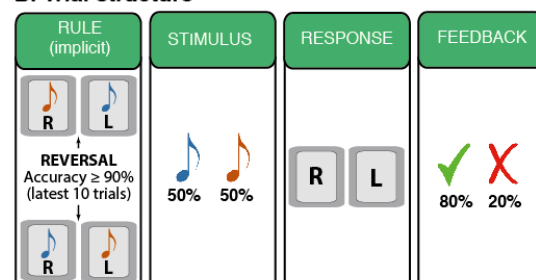 RULE
(implicit)
R L
REVERSAL
Accuracy ≥ 90%
(latest 10 trials)
R L
STIMULUS
50% 50%
RESPONSE
R L
FEEDBACK
80% 20%